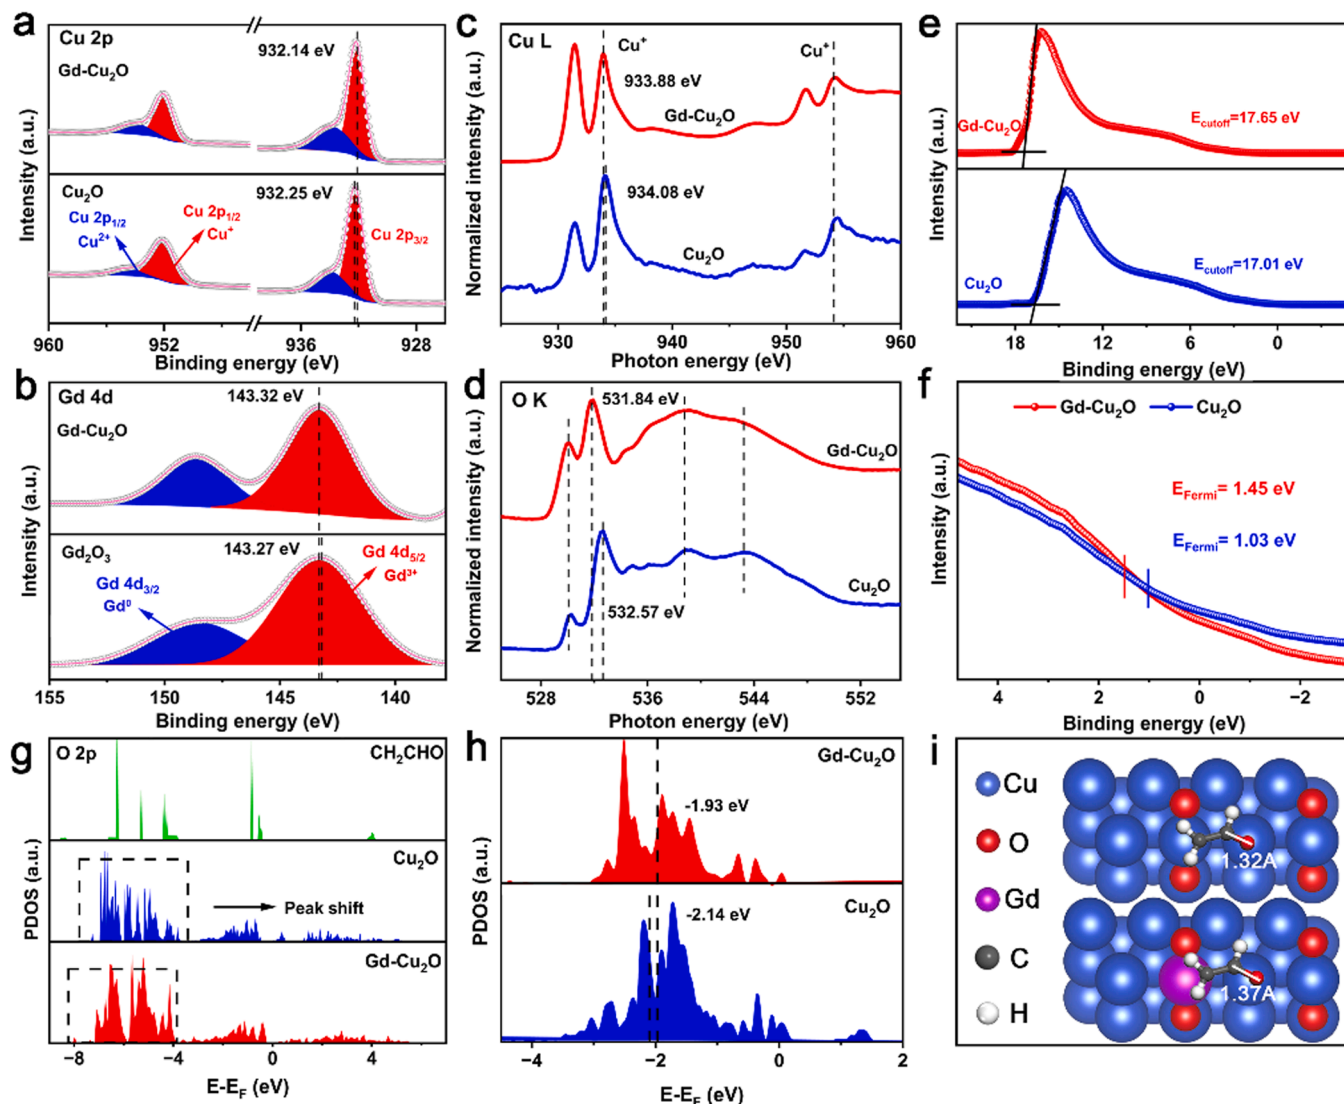 a
Cu 2p
Gd-Cu₂O
932.14 eV
Cu₂O
932.25 eV
Cu 2p₁/₂
Cu²⁺
Cu 2p₁/₂
Cu⁺
Cu 2p₃/₂
Intensity (a.u.)
960 952 936 928
Binding energy (eV)
b
Gd 4d
Gd-Cu₂O
143.32 eV
Gd₂O₃
143.27 eV
Gd 4d₃/₂
Gd⁰
Gd 4d₅/₂
Gd³⁺
Intensity (a.u.)
155 150 145 140
Binding energy (eV)
c
Cu L
Cu⁺
Cu⁺
933.88 eV
Gd-Cu₂O
934.08 eV
Cu₂O
Normalized intensity (a.u.)
930 940 950 960
Photon energy (eV)
d
O K
531.84 eV
Gd-Cu₂O
Cu₂O
532.57 eV
Normalized intensity (a.u.)
528 536 544 552
Photon energy (eV)
e
Gd-Cu₂O
E_cutoff=17.65 eV
Cu₂O
E_cutoff=17.01 eV
Intensity (a.u.)
18 12 6 0
Binding energy (eV)
f
Gd-Cu₂O Cu₂O
E_Fermi= 1.45 eV
E_Fermi= 1.03 eV
Intensity (a.u.)
4 2 0 −2
Binding energy (eV)
g
O 2p
CH₂CHO
Cu₂O
Peak shift
Gd-Cu₂O
PDOS (a.u.)
−8 −4 0 4
E-E_F (eV)
h
Gd-Cu₂O
-1.93 eV
Cu₂O
-2.14 eV
PDOS (a.u.)
−4 −2 0 2
E-E_F (eV)
i
Cu
O
Gd
C
H
1.32A
1.37A